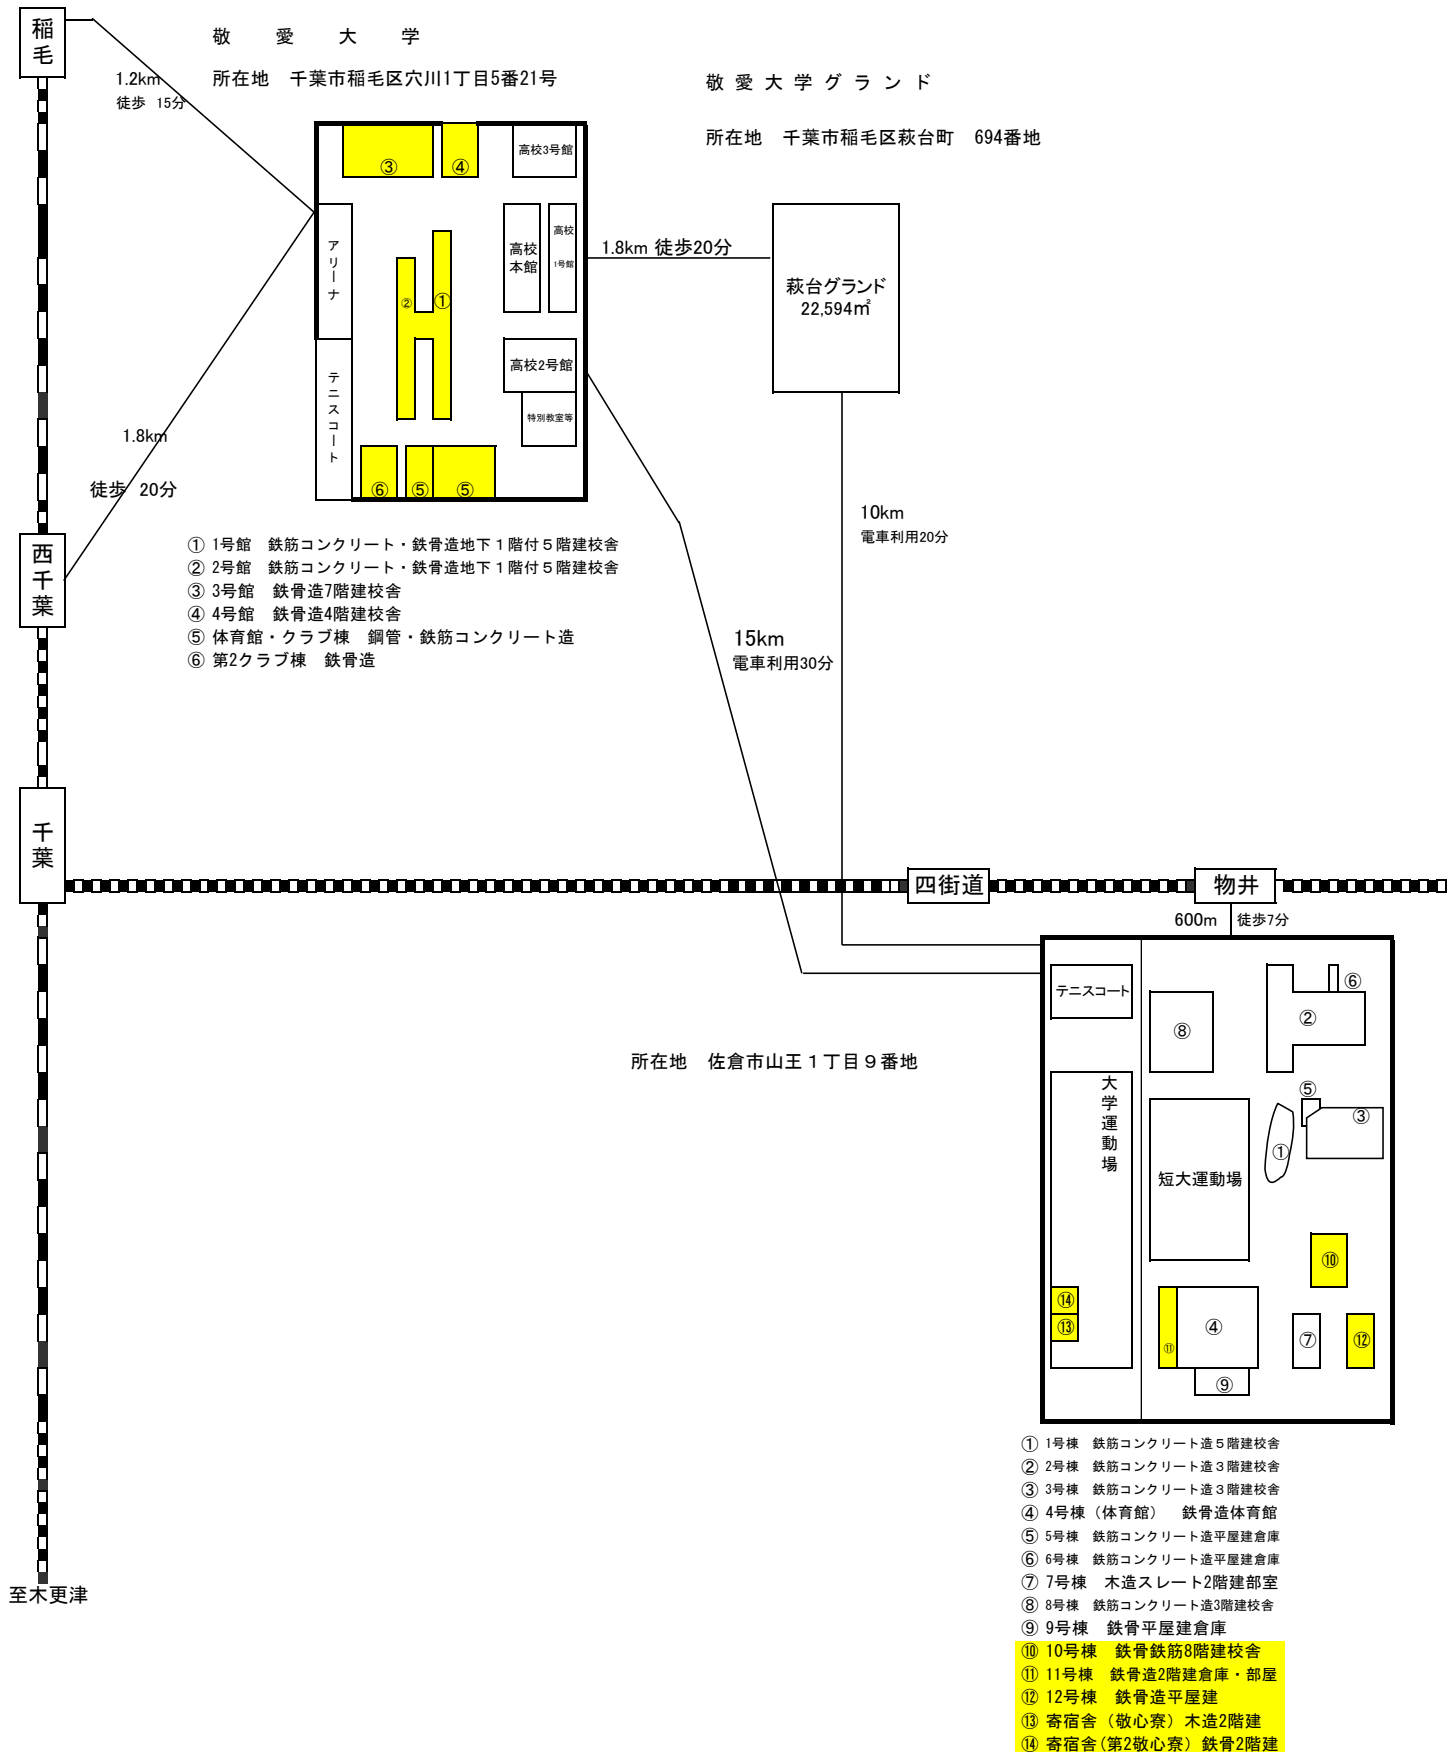 稲毛
敬　愛　大　学
1.2km
徒歩 15分
所在地　千葉市稲毛区穴川1丁目5番21号
敬 愛 大 学 グ ラ ン ド
所在地　千葉市稲毛区萩台町　694番地
③
④
高校3号館
アリーナ
②
①
高校
本館
高校
1号館
1.8km 徒歩20分
萩台グランド
22,594㎡
テニスコート
高校2号館
特別教室等
⑥
⑤
⑤
1.8km
徒歩 20分
西千葉
① 1号館　鉄筋コンクリート・鉄骨造地下１階付５階建校舎
② 2号館　鉄筋コンクリート・鉄骨造地下１階付５階建校舎
③ 3号館　鉄骨造7階建校舎
④ 4号館　鉄骨造4階建校舎
⑤ 体育館・クラブ棟　鋼管・鉄筋コンクリート造
⑥ 第2クラブ棟　鉄骨造
10km
電車利用20分
15km
電車利用30分
千葉
四街道
物井
600m
徒歩7分
テニスコート
⑧
⑥
②
所在地　佐倉市山王１丁目９番地
大学運動場
短大運動場
⑤
③
①
⑩
⑭
⑬
⑪
④
⑦
⑫
⑨
① 1号棟　鉄筋コンクリート造５階建校舎
② 2号棟　鉄筋コンクリート造３階建校舎
③ 3号棟　鉄筋コンクリート造３階建校舎
④ 4号棟（体育館）　鉄骨造体育館
⑤ 5号棟　鉄筋コンクリート造平屋建倉庫
⑥ 6号棟　鉄筋コンクリート造平屋建倉庫
⑦ 7号棟　木造スレート2階建部室
⑧ 8号棟　鉄筋コンクリート造3階建校舎
⑨ 9号棟　鉄骨平屋建倉庫
⑩ 10号棟　鉄骨鉄筋8階建校舎
⑪ 11号棟　鉄骨造2階建倉庫・部屋
⑫ 12号棟　鉄骨造平屋建
⑬ 寄宿舎（敬心寮）木造2階建
⑭ 寄宿舎(第2敬心寮）鉄骨2階建
至木更津